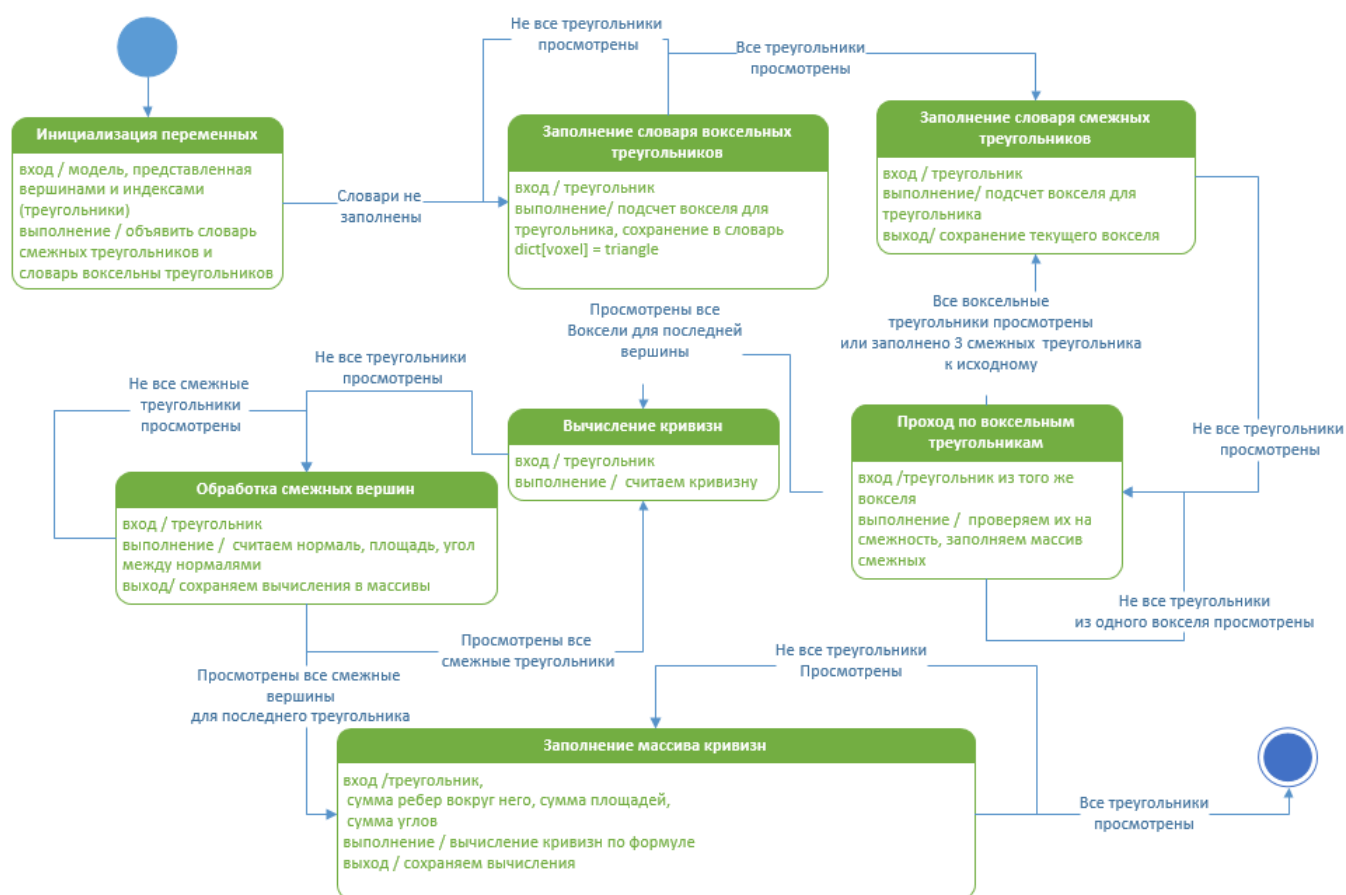 Не все треугольники
просмотрены
Все треугольники
просмотрены
Инициализация переменных
вход / модель, представленная
вершинами и индексами
(треугольники)
выполнение / объявить словарь
смежных треугольников и
словарь воксельны треугольников
Словари не
заполнены
Заполнение словаря воксельных
треугольников
вход / треугольник
выполнение/ подсчет вокселя для
треугольника, сохранение в словарь
dict[voxel] = triangle
Заполнение словаря смежных
треугольников
вход / треугольник
выполнение/ подсчет вокселя для
треугольника
выход/ сохранение текущего вокселя
Все воксельные
треугольники просмотрены
или заполнено 3 смежных треугольника
к исходному
Не все треугольники
просмотрены
Проход по воксельным
треугольникам
вход /треугольник из того же
вокселя
выполнение / проверяем их на
смежность, заполняем массив
смежных
Не все треугольники
из одного вокселя просмотрены
Просмотрены все
Воксели для последней
вершины
Вычисление кривизн
вход / треугольник
выполнение / считаем кривизну
Не все треугольники
просмотрены
Не все смежные
треугольники
просмотрены
Обработка смежных вершин
вход / треугольник
выполнение / считаем нормаль, площадь, угол
между нормалями
выход/ сохраняем вычисления в массивы
Просмотрены все
смежные треугольники
Просмотрены все смежные
вершины
для последнего треугольника
Не все треугольники
Просмотрены
Заполнение массива кривизн
вход /треугольник,
сумма ребер вокруг него, сумма площадей,
сумма углов
выполнение / вычисление кривизн по формуле
выход / сохраняем вычисления
Все треугольники
просмотрены